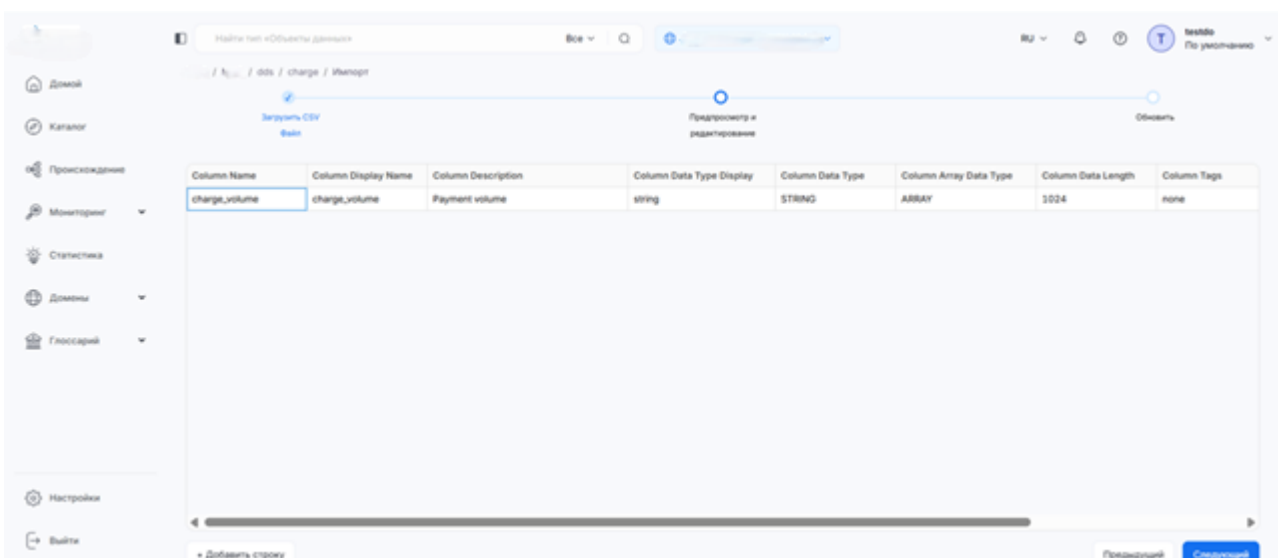 Найти тип «Объекты данных»
Все
RU
T
testdo
По умолчанию
/ dds / charge / Импорт
Домой
Каталог
Происхождение
Мониторинг
Статистика
Домены
Глоссарий
Настройки
Выйти
Загрузить CSV
Файл
Предпросмотр и
редактирование
Обновить
Column Name Column Display Name Column Description Column Data Type Display Column Data Type Column Array Data Type Column Data Length Column Tags
charge_volume charge_volume Payment volume string STRING ARRAY 1024 none
+ Добавить строку
Предыдущий
Следующий